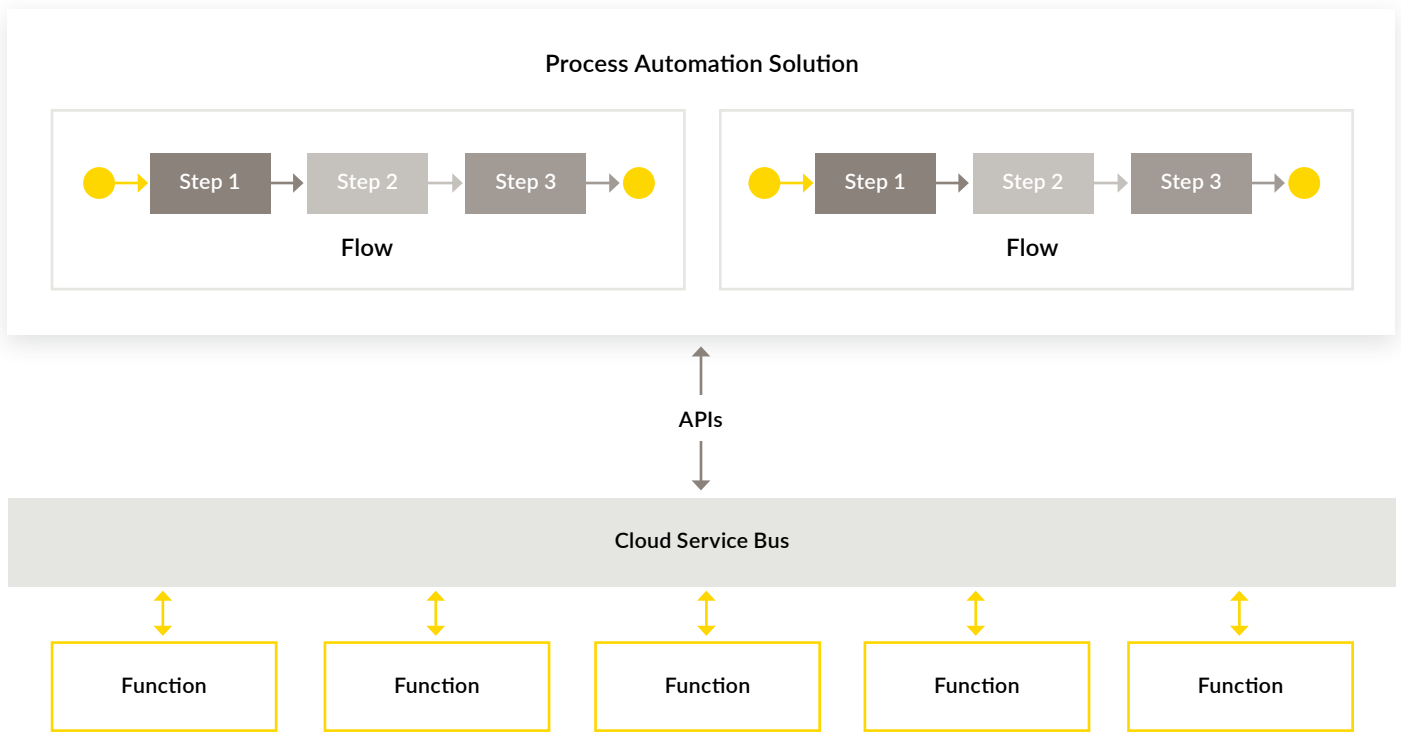 Process Automation Solution
Step 1
Step 2
Step 3
Flow
Step 1
Step 2
Step 3
Flow
APIs
Cloud Service Bus
Function
Function
Function
Function
Function